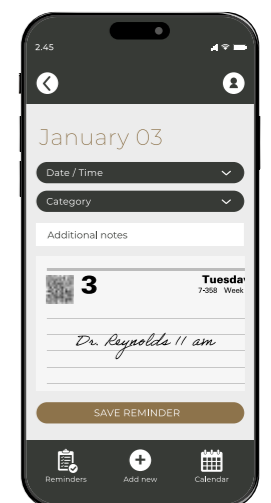 2.45
January 03
Date / Time
Category
Additional notes
3 Tuesda
7-358 Week
Dr. Reynolds 11 am
SAVE REMINDER
Reminders Add new Calendar